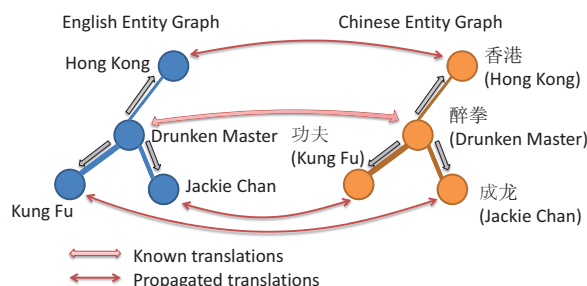 English Entity Graph
Chinese Entity Graph
Hong Kong
香港
(Hong Kong)
Drunken Master
功夫
(Kung Fu)
醉拳
(Drunken Master)
Kung Fu
Jackie Chan
成龙
(Jackie Chan)
Known translations
Propagated translations